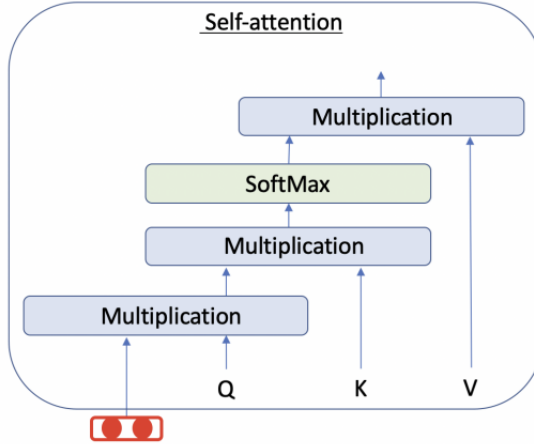 Self-attention
Multiplication
SoftMax
Multiplication
Multiplication
Q K V